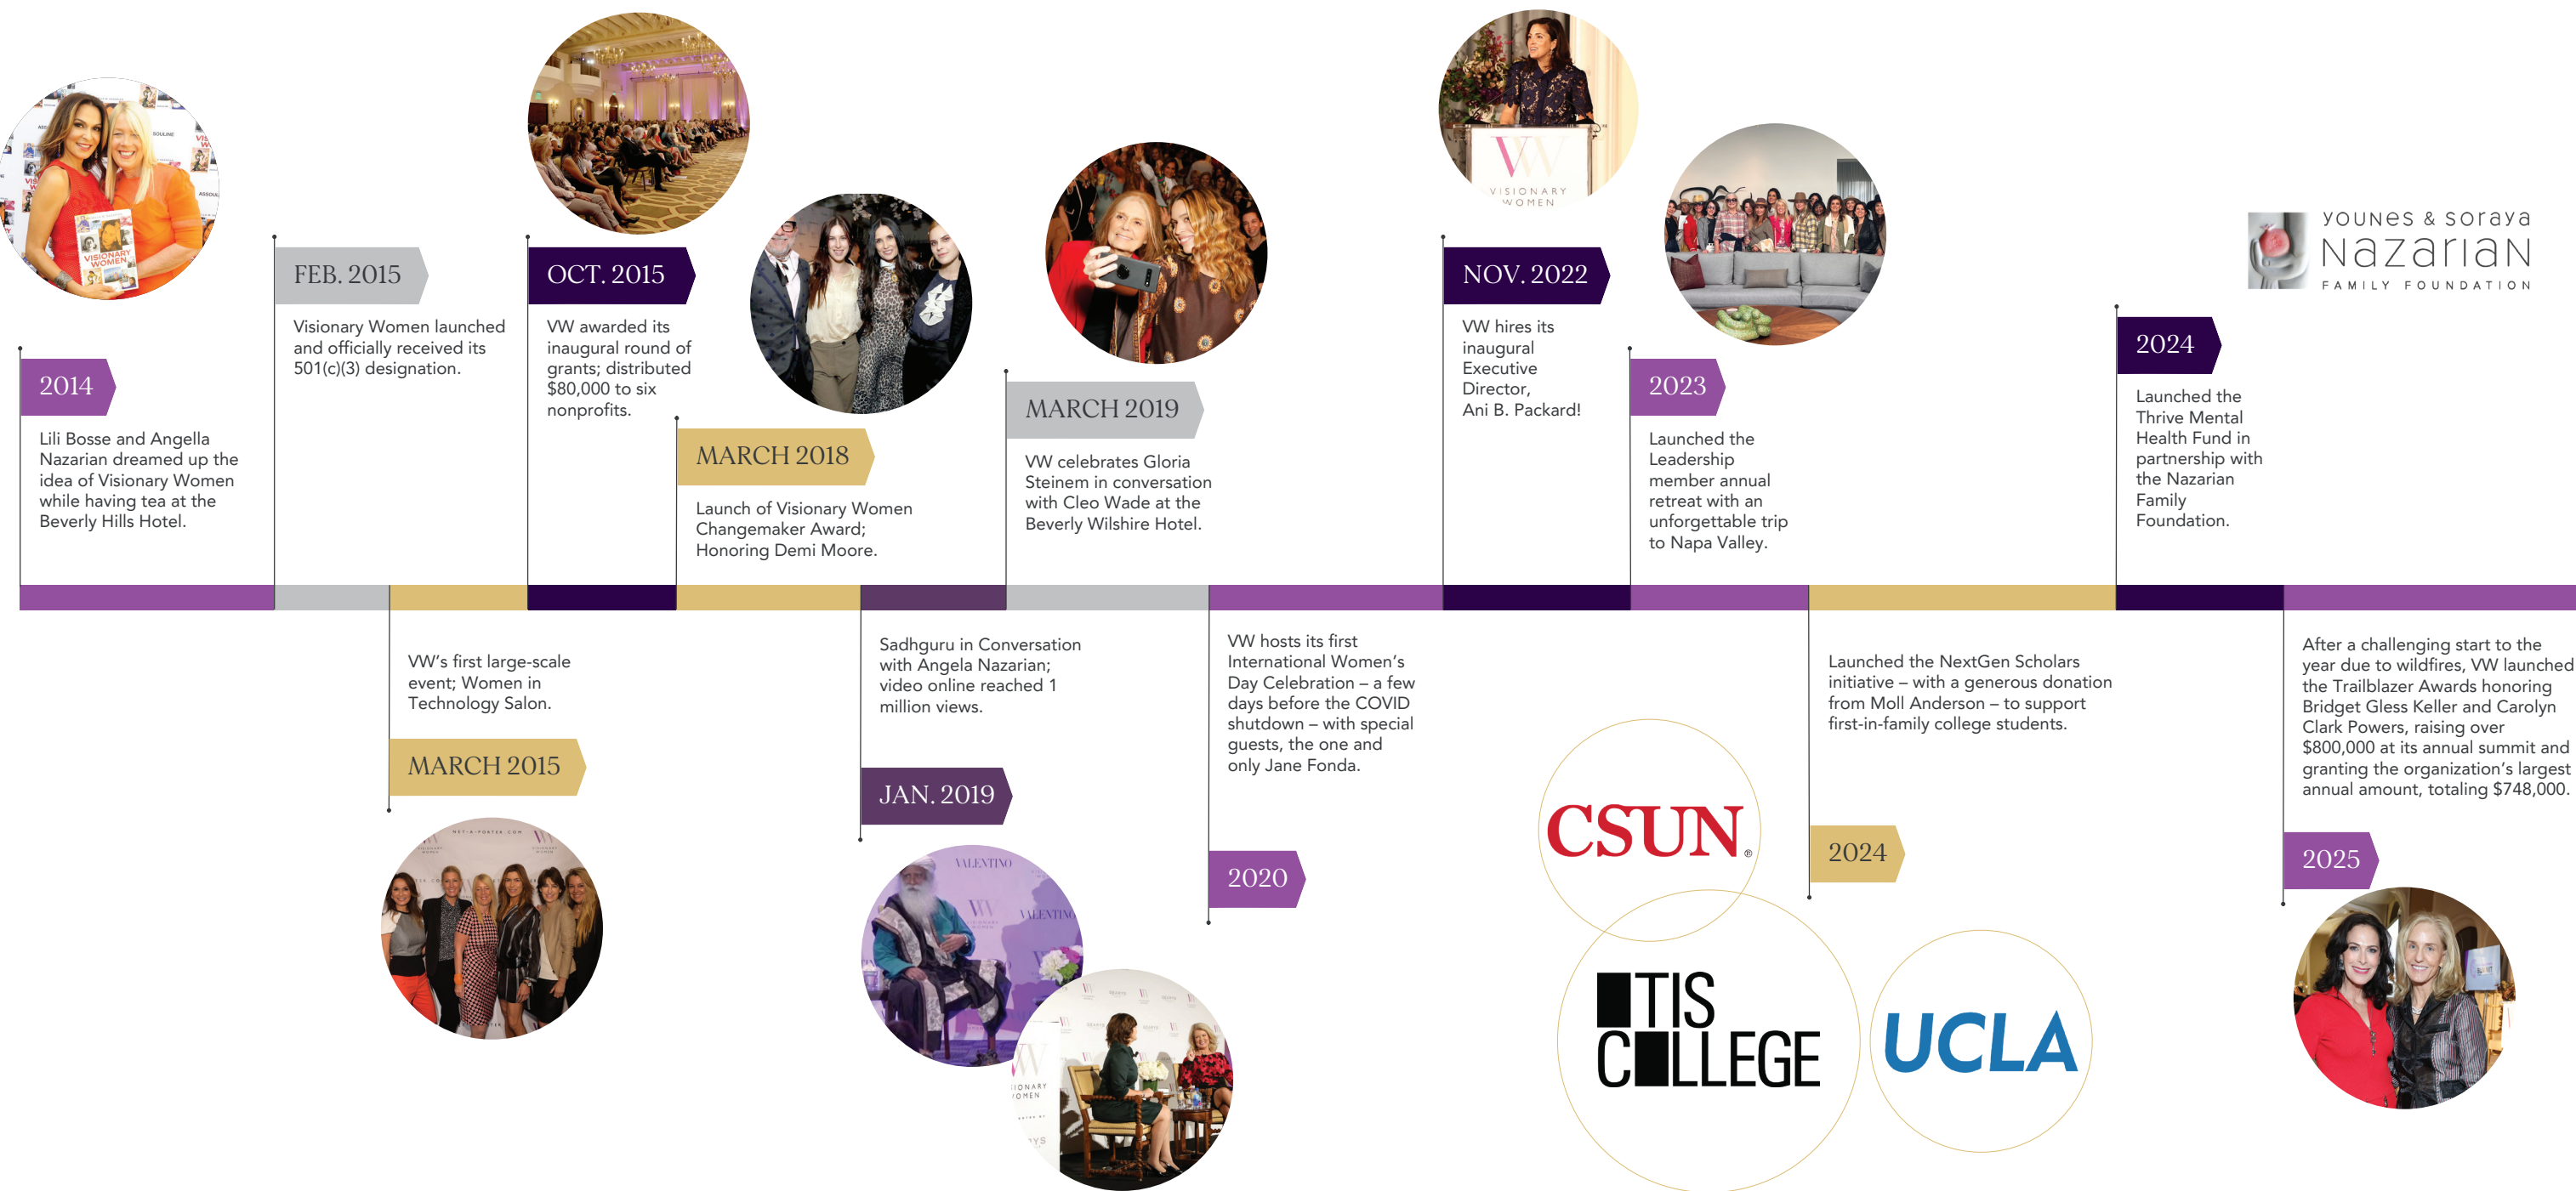 2014
Lili Bosse and Angella
Nazarian dreamed up the
idea of Visionary Women
while having tea at the
Beverly Hills Hotel.
FEB. 2015
Visionary Women launched
and officially received its
501(c)(3) designation.
VW's first large-scale
event; Women in
Technology Salon.
MARCH 2015
NET-A-PORTER.COM
OCT. 2015
VW awarded its
inaugural round of
grants; distributed
$80,000 to six
nonprofits.
MARCH 2018
Launch of Visionary Women
Changemaker Award;
Honoring Demi Moore.
Sadhguru in Conversation
with Angela Nazarian;
video online reached 1
million views.
JAN. 2019
VALENTINO
VALENTINO
MARCH 2019
VW celebrates Gloria
Steinem in conversation
with Cleo Wade at the
Beverly Wilshire Hotel.
VW hosts its first
International Women's
Day Celebration – a few
days before the COVID
shutdown – with special
guests, the one and
only Jane Fonda.
2020
VW
VISIONARY
WOMEN
NOV. 2022
VW hires its
inaugural
Executive
Director,
Ani B. Packard!
2023
Launched the
Leadership
member annual
retreat with an
unforgettable trip
to Napa Valley.
Launched the NextGen Scholars
initiative – with a generous donation
from Moll Anderson – to support
first-in-family college students.
2024
CSUN®
OTIS
COLLEGE
UCLA
younes & soraya
NazariaN
FAMILY FOUNDATION
2024
Launched the
Thrive Mental
Health Fund in
partnership with
the Nazarian
Family
Foundation.
After a challenging start to the
year due to wildfires, VW launched
the Trailblazer Awards honoring
Bridget Gless Keller and Carolyn
Clark Powers, raising over
$800,000 at its annual summit and
granting the organization's largest
annual amount, totaling $748,000.
2025
VISIONARY
WOMEN
ASSOULINE